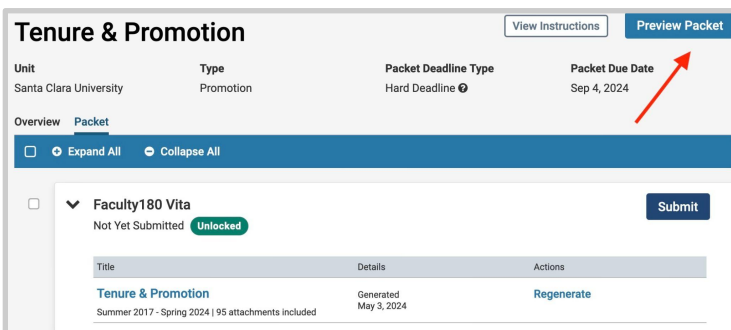 Tenure & Promotion
View Instructions
Preview Packet
Unit
Type
Packet Deadline Type
Packet Due Date
Santa Clara University
Promotion
Hard Deadline
Sep 4, 2024
Overview
Packet
Expand All
Collapse All
Faculty180 Vita
Submit
Not Yet Submitted
Unlocked
Title
Details
Actions
Tenure & Promotion
Generated
May 3, 2024
Regenerate
Summer 2017 - Spring 2024 | 95 attachments included